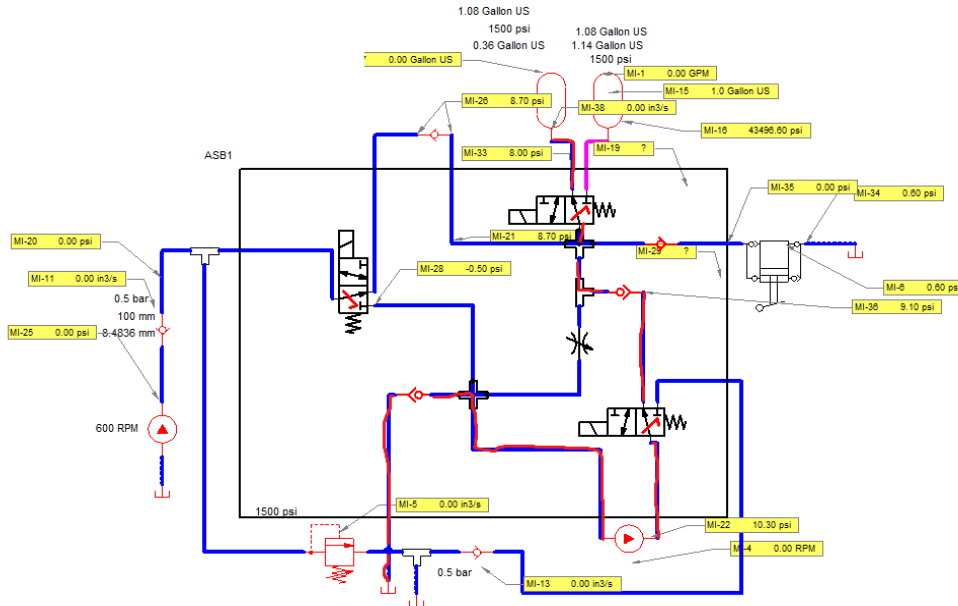 1.08 Gallon US
1500 psi
0.36 Gallon US
1.08 Gallon US
1.14 Gallon US
1500 psi
0.00 Gallon US
MI-1 0.00 GPM
MI-15 1.0 Gallon US
MI-26 8.70 psi
MI-38 0.00 in3/s
MI-16 43496.60 psi
MI-33 8.00 psi
MI-19 ?
ASB1
MI-35 0.00 psi
MI-34 0.60 psi
MI-20 0.00 psi
MI-21 8.70 psi
MI-29 ?
MI-28 -0.50 psi
MI-11 0.00 in3/s
MI-6 0.60 ps
0.5 bar
MI-36 9.10 psi
100 mm
MI-25 0.00 psi
8.4836 mm
600 RPM
1500 psi
MI-5 0.00 in3/s
MI-22 10.30 psi
MI-4 0.00 RPM
0.5 bar
MI-13 0.00 in3/s